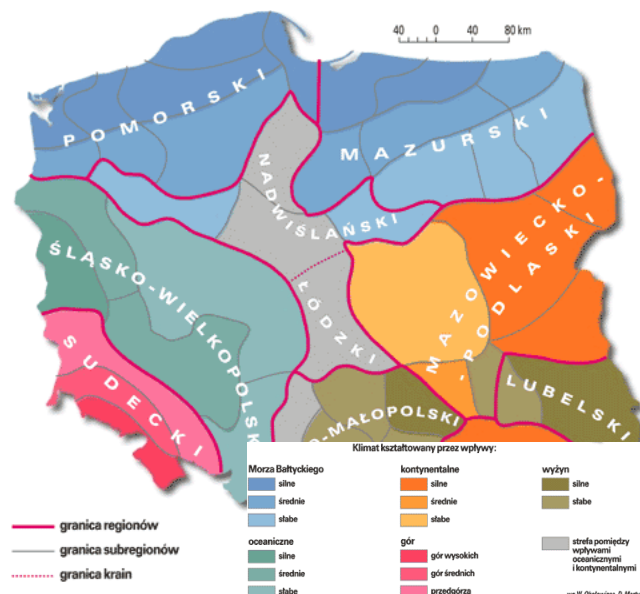 40 0 40 80 km
POMORSKI
MAZURSKI
NADWIŚLAŃSKI
MAZOWIECKO-
-PODLASKI
ŚLĄSKO-WIELKOPOLSK
ŁÓDZKI
SUDECKI
LUBELSKI
O-MAŁOPOLSKI
Klimat kształtowany przez wpływy:
Morza Bałtyckiego
silne
średnie
słabe
kontynentalne
silne
średnie
słabe
wyżyn
silne
słabe
oceaniczne
silne
średnie
słabe
gór
gór wysokich
gór średnich
przedgórza
strefa pomiędzy
wpływami
oceanicznymi
i kontynentalnymi
granica regionów
granica subregionów
granica krain